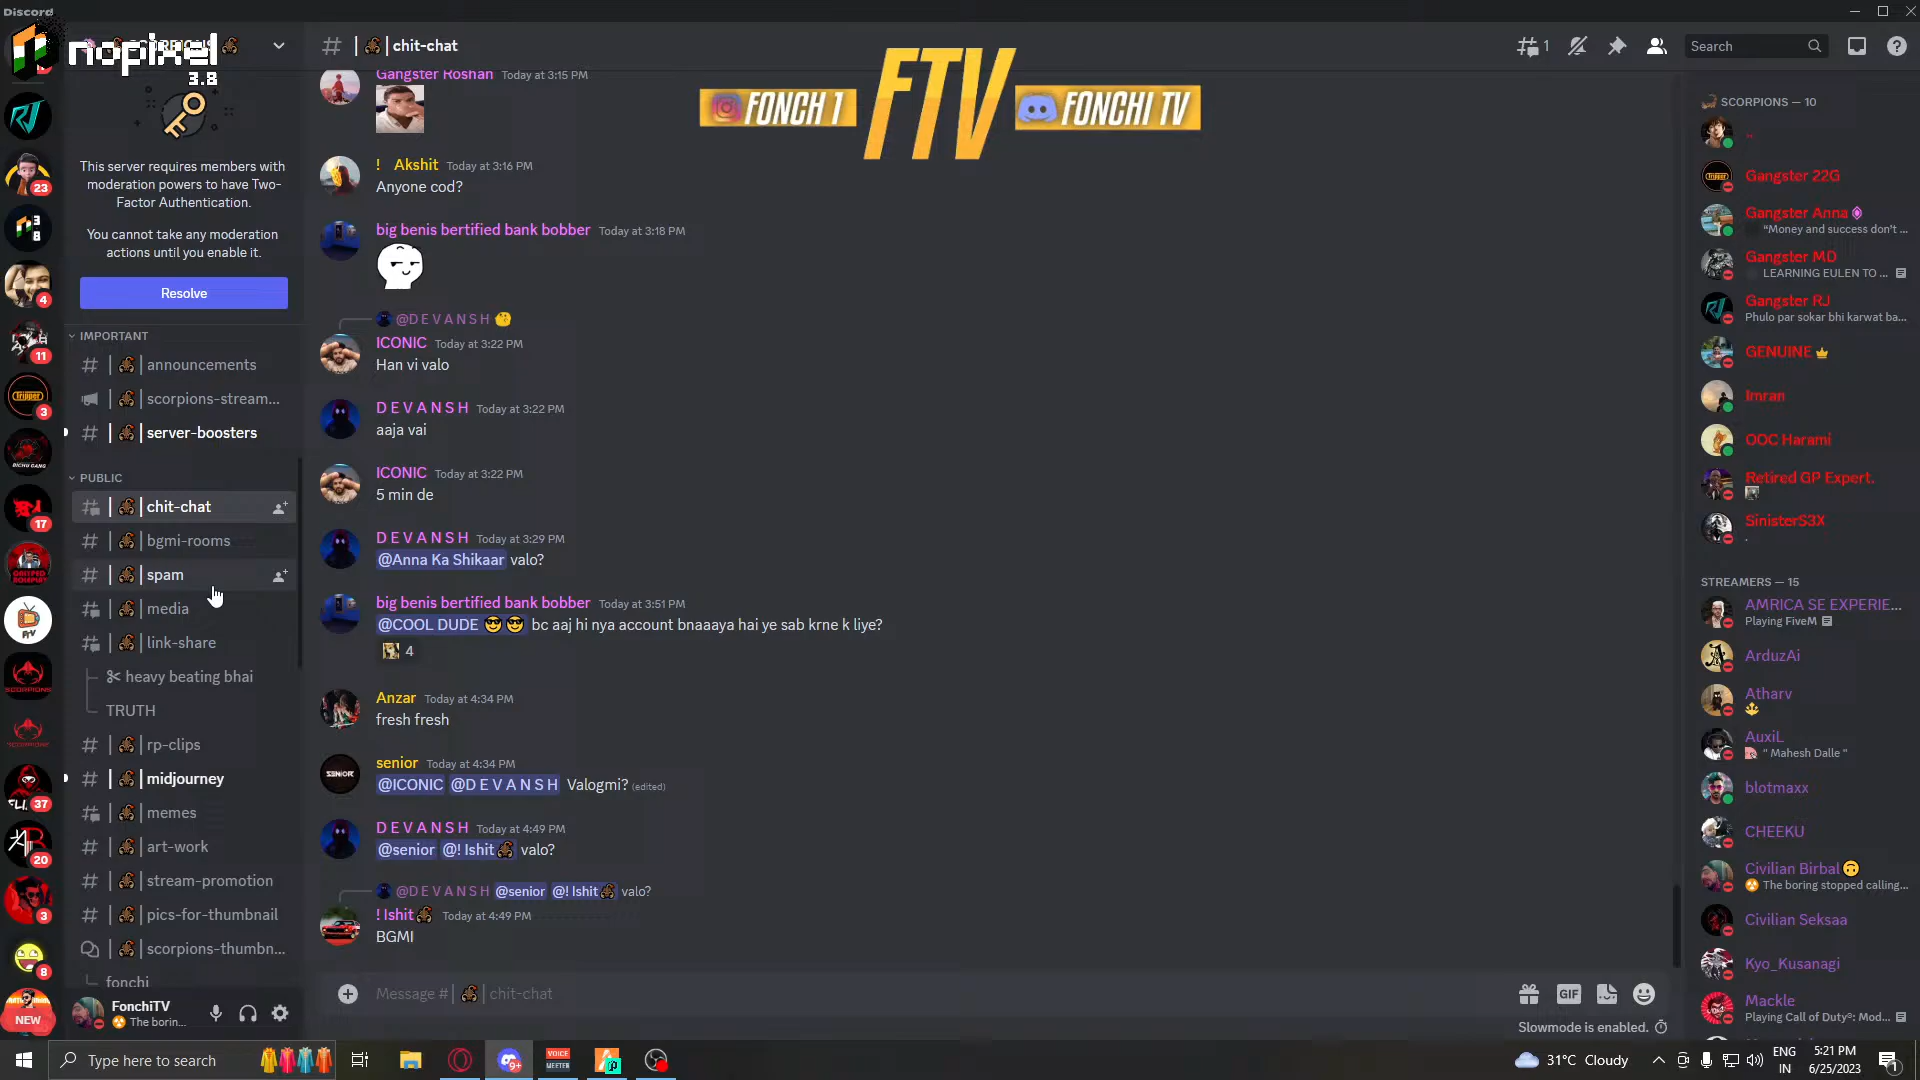 Discord
nopixel
3.8
This server requires members with
moderation powers to have Two-
Factor Authentication.
You cannot take any moderation
actions until you enable it.
Resolve
IMPORTANT
announcements
scorpions-stream...
server-boosters
PUBLIC
chit-chat
bgmi-rooms
spam
media
link-share
heavy beating bhai
TRUTH
rp-clips
midjourney
memes
art-work
stream-promotion
pics-for-thumbnail
scorpions-thumbn...
fonchi
FonchiTV
The borin...
23
4
11
3
17
37
20
3
8
NEW
# | chit-chat
FONCH 1
FTV
FONCHI TV
1
Search
Gangster Roshan Today at 3:15 PM
! Akshit Today at 3:16 PM
Anyone cod?
big benis bertified bank bobber Today at 3:18 PM
@D E V A N S H
ICONIC Today at 3:22 PM
Han vi valo
D E V A N S H Today at 3:22 PM
aaja vai
ICONIC Today at 3:22 PM
5 min de
D E V A N S H Today at 3:29 PM
@Anna Ka Shikaar valo?
big benis bertified bank bobber Today at 3:51 PM
@COOL DUDE 😎😎 bc aaj hi nya account bnaaaya hai ye sab krne k liye?
4
Anzar Today at 4:34 PM
fresh fresh
senior Today at 4:34 PM
@ICONIC @D E V A N S H Valogmi? (edited)
D E V A N S H Today at 4:49 PM
@senior @! Ishit valo?
@D E V A N S H @senior @! Ishit valo?
! Ishit Today at 4:49 PM
BGMI
Message # | chit-chat
GIF
Slowmode is enabled.
SCORPIONS — 10
Gangster 22G
Gangster Anna
“Money and success don’t ...
Gangster MD
LEARNING EULEN TO ...
Gangster RJ
Phulo par sokar bhi karwat ba...
GENUINE
Imran
OOC Harami
Retired GP Expert.
SinisterS3X
.
STREAMERS — 15
AMRICA SE EXPERIE...
Playing FiveM
ArduzAi
Atharv
AuxiL
" Mahesh Dalle "
blotmaxx
CHEEKU
Civilian Birbal
The boring stopped calling...
Civilian Seksaa
Kyo_Kusanagi
Mackle
Playing Call of Duty®: Mod...
Type here to search
VOICE
MEETER
9+
31°C Cloudy
ENG
IN
5:21 PM
6/25/2023
1